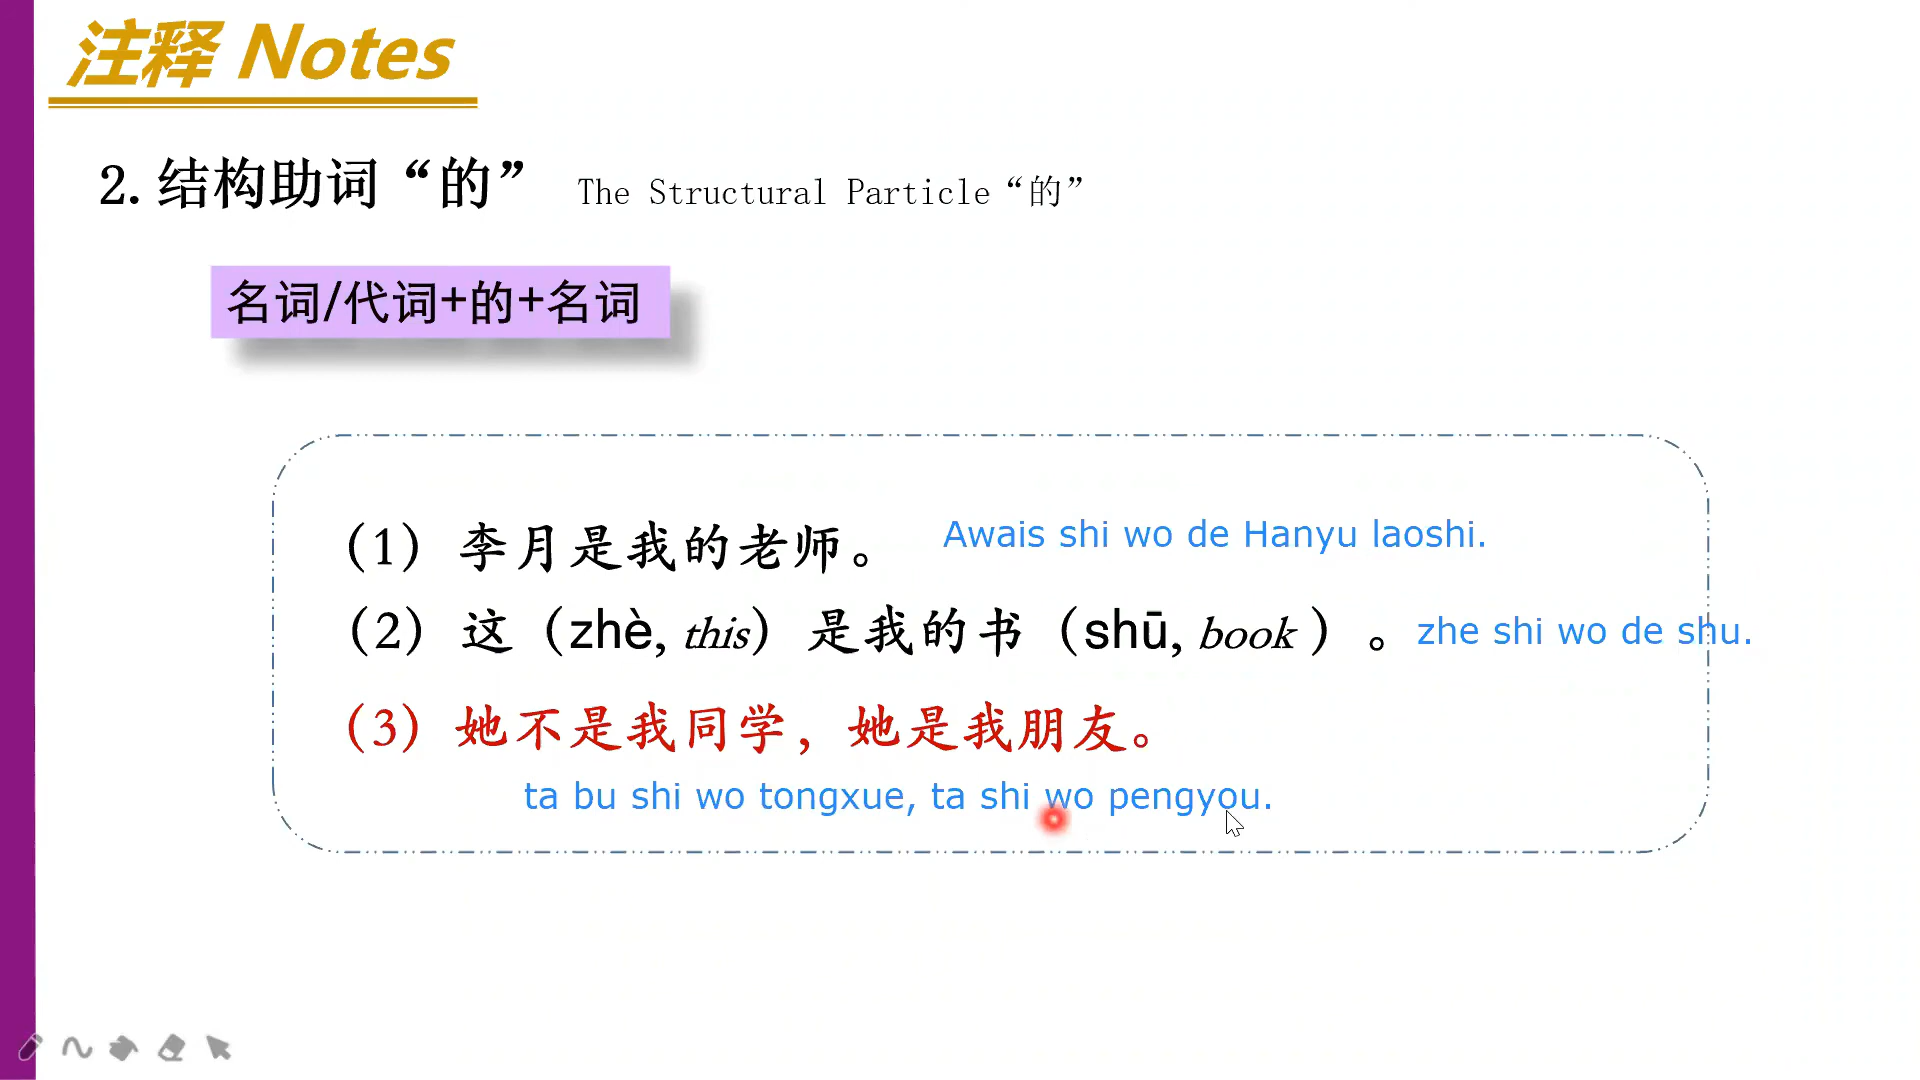 注释 Notes
2. 结构助词“的” The Structural Particle“的”
名词/代词+的+名词
（1）李月是我的老师。 Awais shi wo de Hanyu laoshi.
（2）这（zhè, this）是我的书（shū, book ）。 zhe shi wo de shu.
（3）她不是我同学，她是我朋友。
ta bu shi wo tongxue, ta shi wo pengyou.